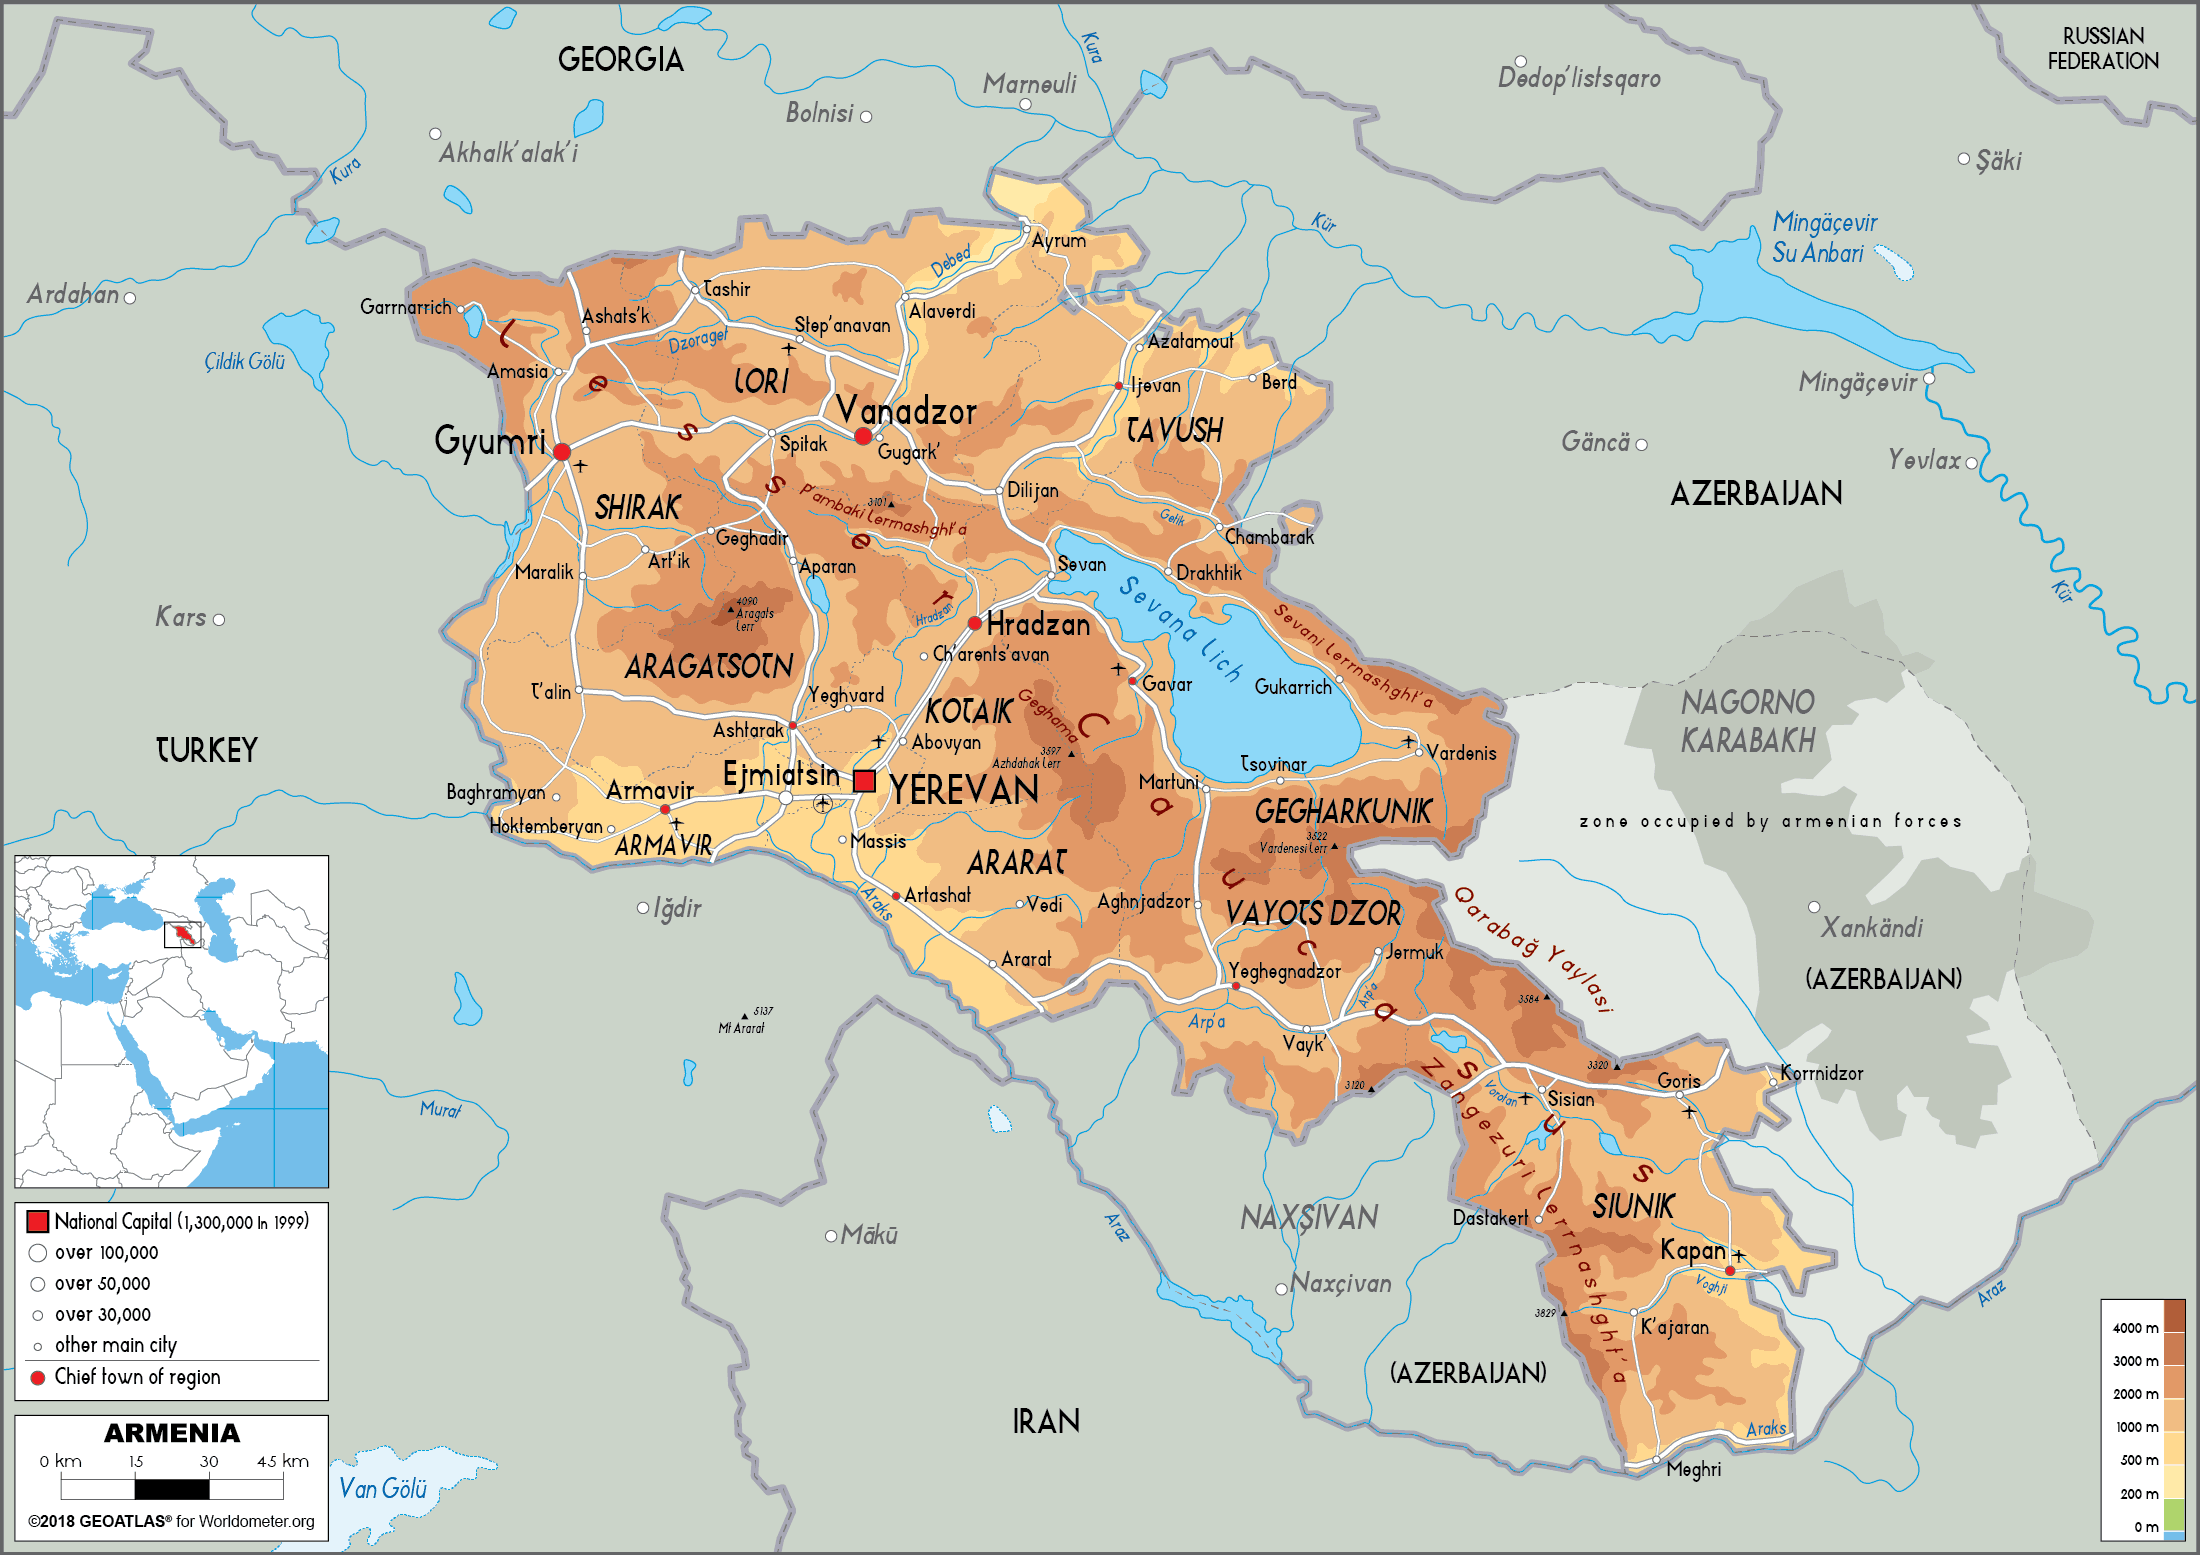 GEORGIA
RUSSIAN
FEDERATION
Kura
Marneuli
Bolnisi
Dedop'listsqaro
Akhalk'alak'i
Kura
Şäki
Mingäçevir
Su Anbari
Kür
Ardahan
Çildik Gölü
Ayrum
Debed
Garrnarrich
Tashir
Ashats'k
Step'anavan
Alaverdi
Dzoraget
Azatamout
Amasia
LORI
Ijevan
Berd
Mingäçevir
Vanadzor
Gyumri
TAVUSH
Spitak
Gugark'
Gäncä
Yevlax
SHIRAK
P'ambaki Lernashght'a
3101
Dilijan
AZERBAIJAN
Getik
Geghadir
Chambarak
Art'ik
Aparan
Maralik
Sevan
Drakhtik
Kür
4090
Aragats
Lerr
Hradzan
Sevana Lich
Sevani Lerrnashght'a
Kars
Hradzan
Ch'arents'avan
ARAGATSOTN
T'alin
Yeghvard
Gavar
Gukarrich
KOTAIK
Geghama
NAGORNO
KARABAKH
Ashtarak
Abovyan
3597
Azhdahak Lerr
Vardenis
TURKEY
Ejmiatsin
YEREVAN
Tsovinar
Martuni
Baghramyan
Armavir
GEGHARKUNIK
zone occupied by armenian forces
Hoktemberyan
ARMAVIR
Massis
3522
Vardenesi Lerr
ARARAT
Artashat
Araks
Vedi
Aghnjadzor
VAYOTS DZOR
Qarabağ Yaylasi
Iğdir
Xankändi
(AZERBAIJAN)
Ararat
Yeghegnadzor
Jermuk
Arp'a
3584
5137
Mt Ararat
Arp'a
Vayk'
Lesser Caucasus
Zangezuri Lerrnashght'a
3320
3120
Goris
Korrnidzor
Vorotan
Sisian
Murat
SIUNIK
Dastakert
NAXŞIVAN
Araz
Mākū
Kapan
Voghji
Naxçivan
Araz
3829
K'ajaran
(AZERBAIJAN)
IRAN
Araks
Meghri
Van Gölü
National Capital (1,300,000 In 1999)
over 100,000
over 50,000
over 30,000
other main city
Chief town of region
ARMENIA
0 km 15 30 45 km
©2018 GEOATLAS® for Worldometer.org
4000 m
3000 m
2000 m
1000 m
500 m
200 m
0 m